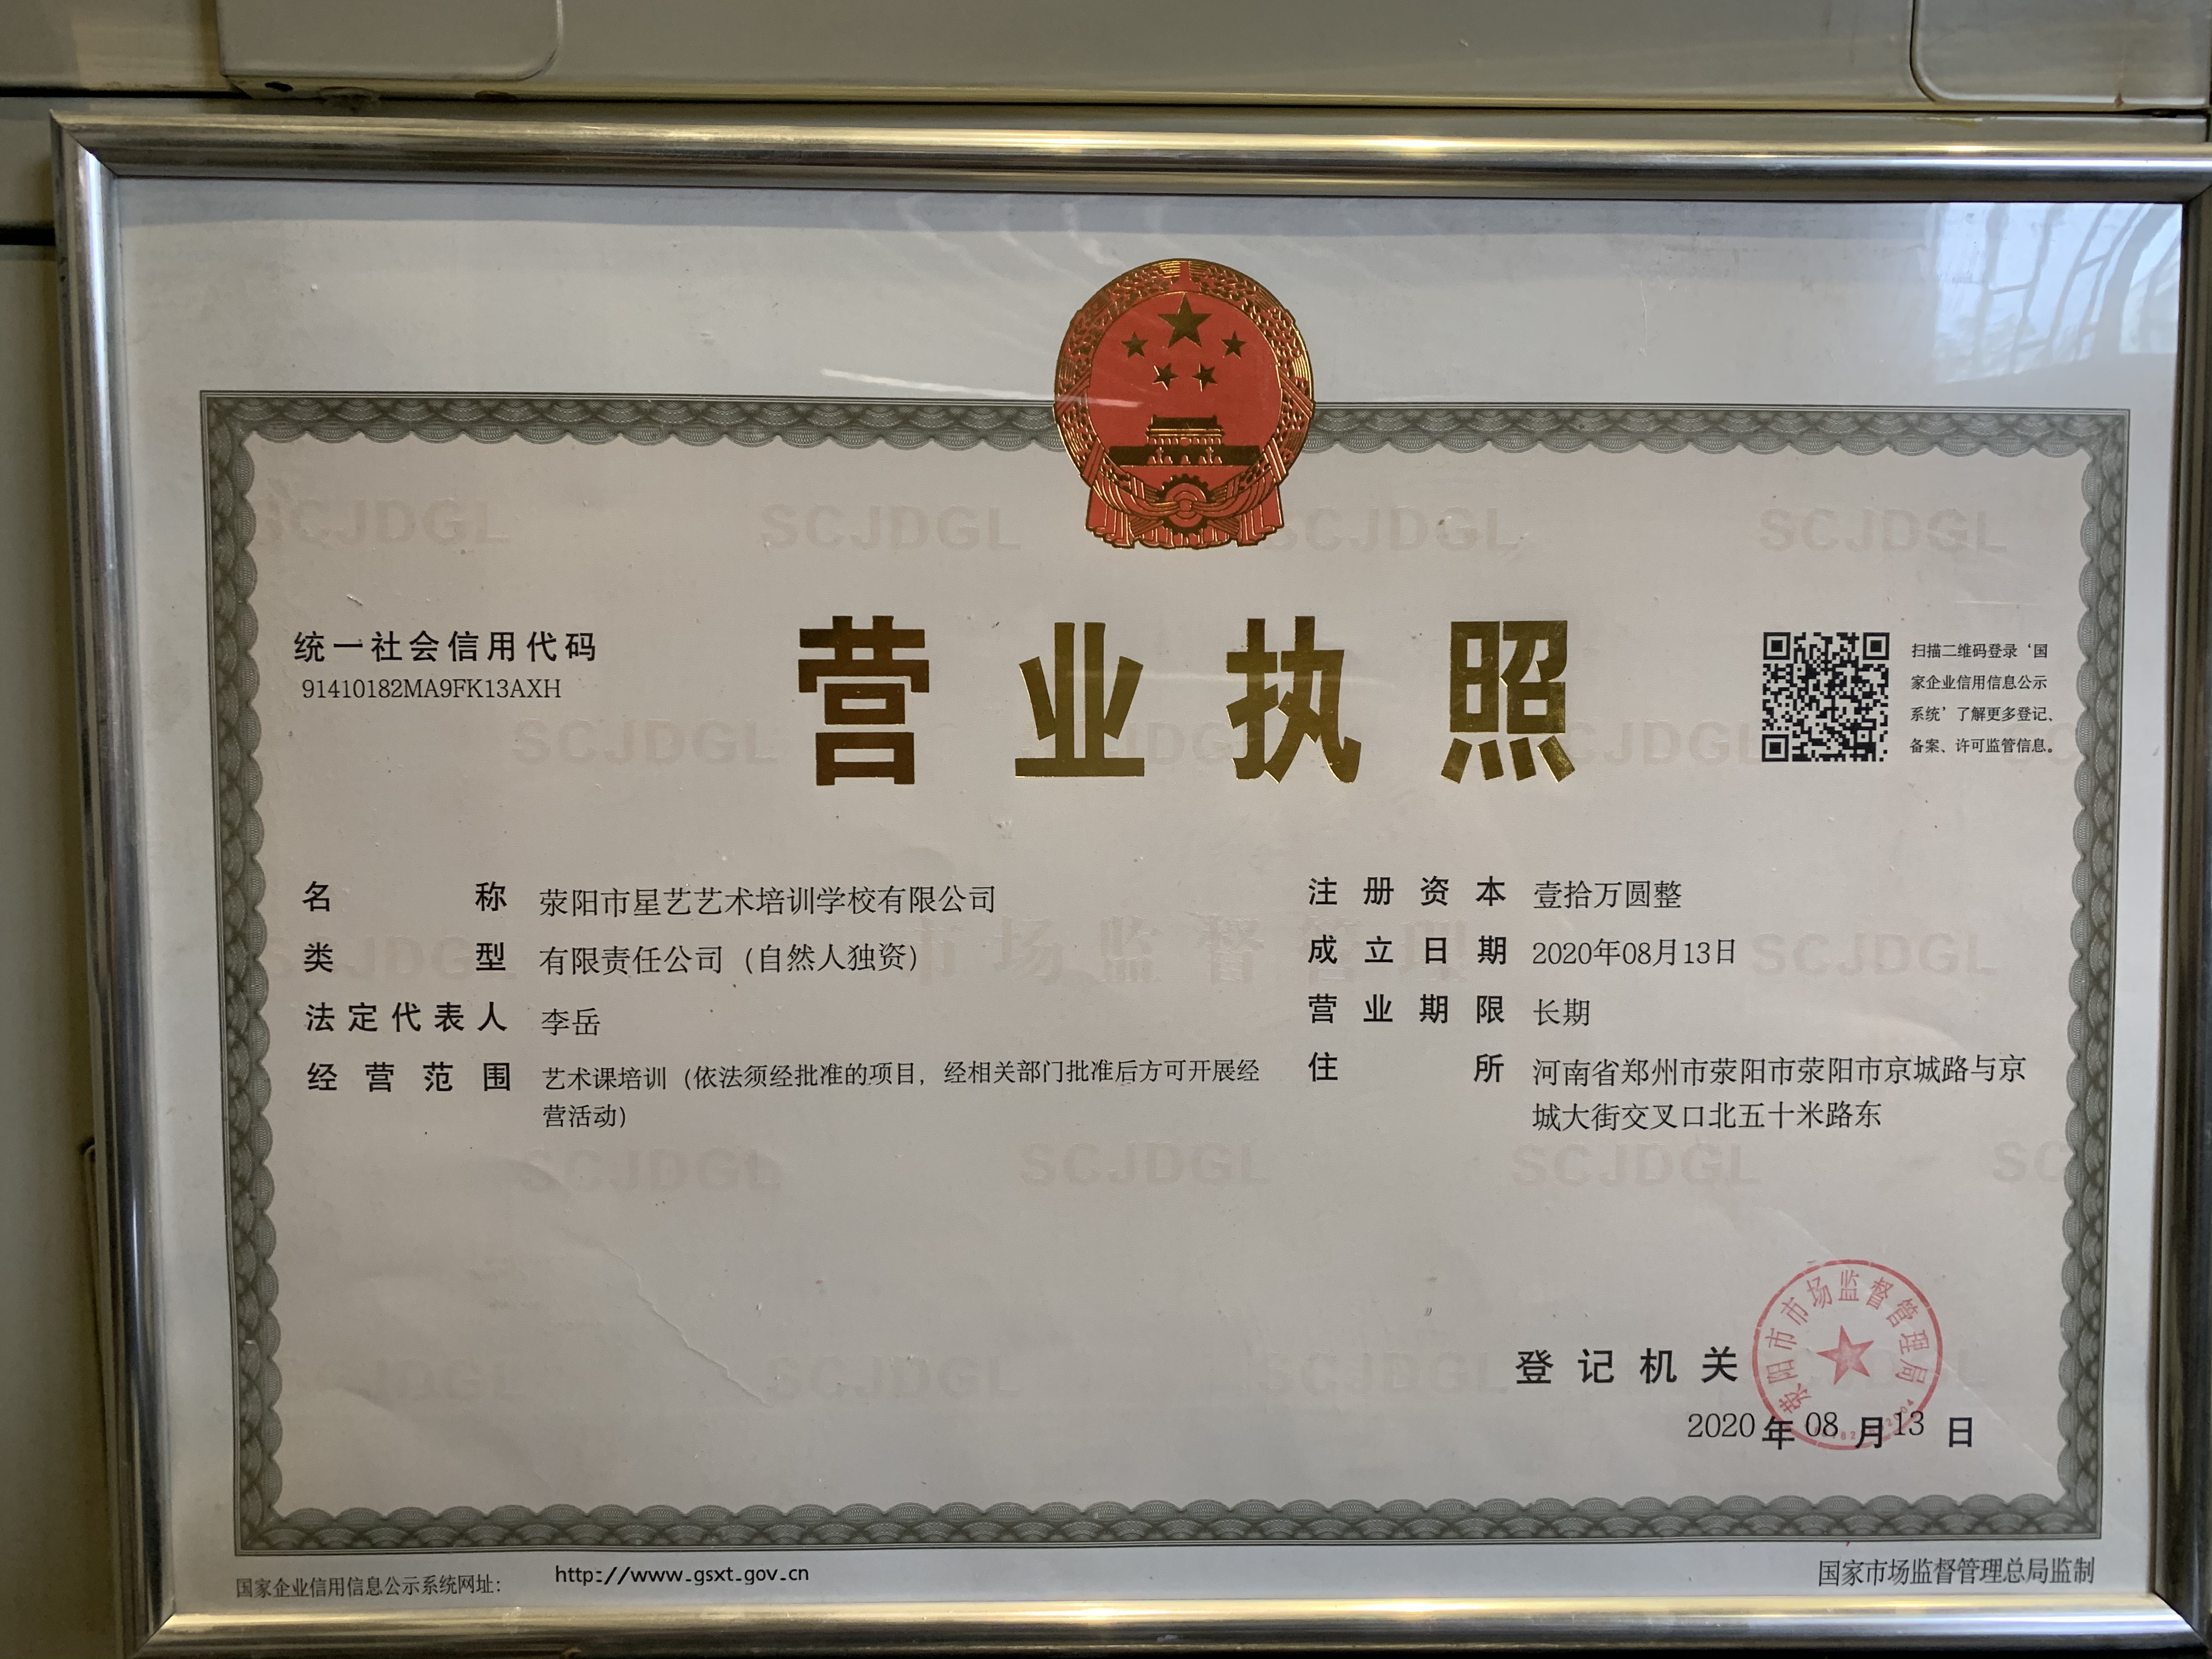 统一社会信用代码
91410182MA9FK13AXH
营业执照
扫描二维码登录‘国
家企业信用信息公示
系统’了解更多登记、
备案、许可监管信息。
名称 荥阳市星艺艺术培训学校有限公司
类型 有限责任公司（自然人独资）
法定代表人 李岳
经营范围 艺术课培训（依法须经批准的项目，经相关部门批准后方可开展经
营活动）
注册资本 壹拾万圆整
成立日期 2020年08月13日
营业期限 长期
住所 河南省郑州市荥阳市荥阳市京城路与京
城大街交叉口北五十米路东
登记机关
荥阳市市场监督管理局
2020年08月13日
国家企业信用信息公示系统网址：
http://www.gsxt.gov.cn
国家市场监督管理总局监制
SCJDGL
市场监督管理